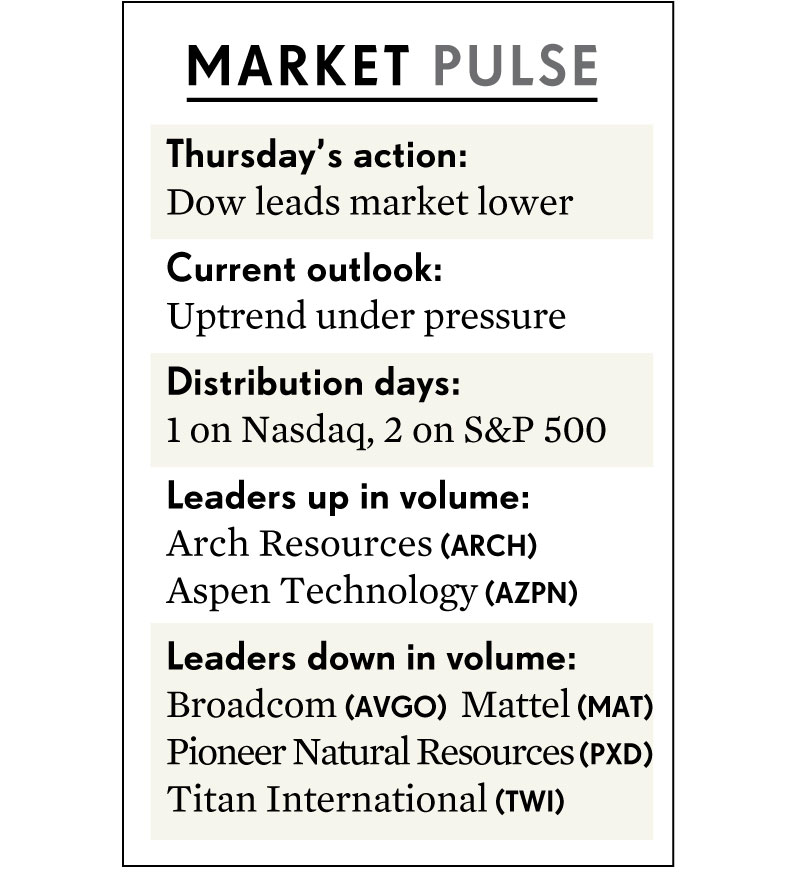 MARKET PULSE
Thursday’s action:
Dow leads market lower
Current outlook:
Uptrend under pressure
Distribution days:
1 on Nasdaq, 2 on S&P 500
Leaders up in volume:
Arch Resources (ARCH)
Aspen Technology (AZPN)
Leaders down in volume:
Broadcom (AVGO) Mattel (MAT)
Pioneer Natural Resources (PXD)
Titan International (TWI)